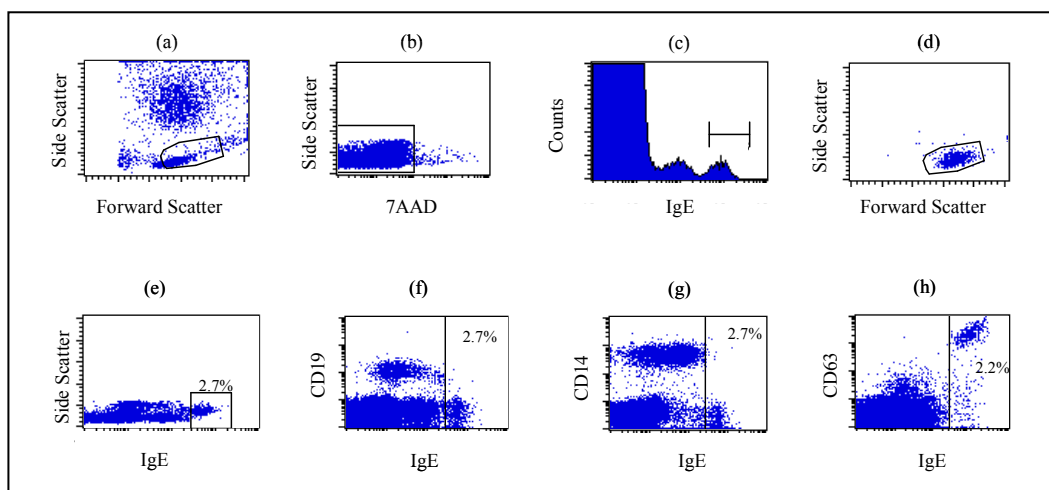 (a)
(b)
(c)
(d)
Side Scatter
Forward Scatter
Side Scatter
7AAD
Counts
IgE
Side Scatter
Forward Scatter
(e)
(f)
(g)
(h)
Side Scatter
2.7%
IgE
CD19
2.7%
IgE
CD14
2.7%
IgE
CD63
2.2%
IgE